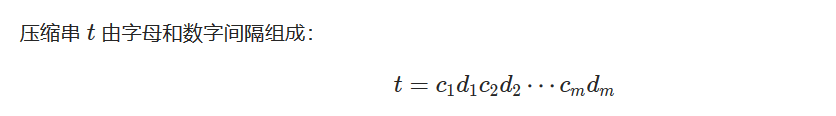 压缩串 t 由字母和数字间隔组成：
t = c₁d₁c₂d₂ ⋯ cₘdₘ